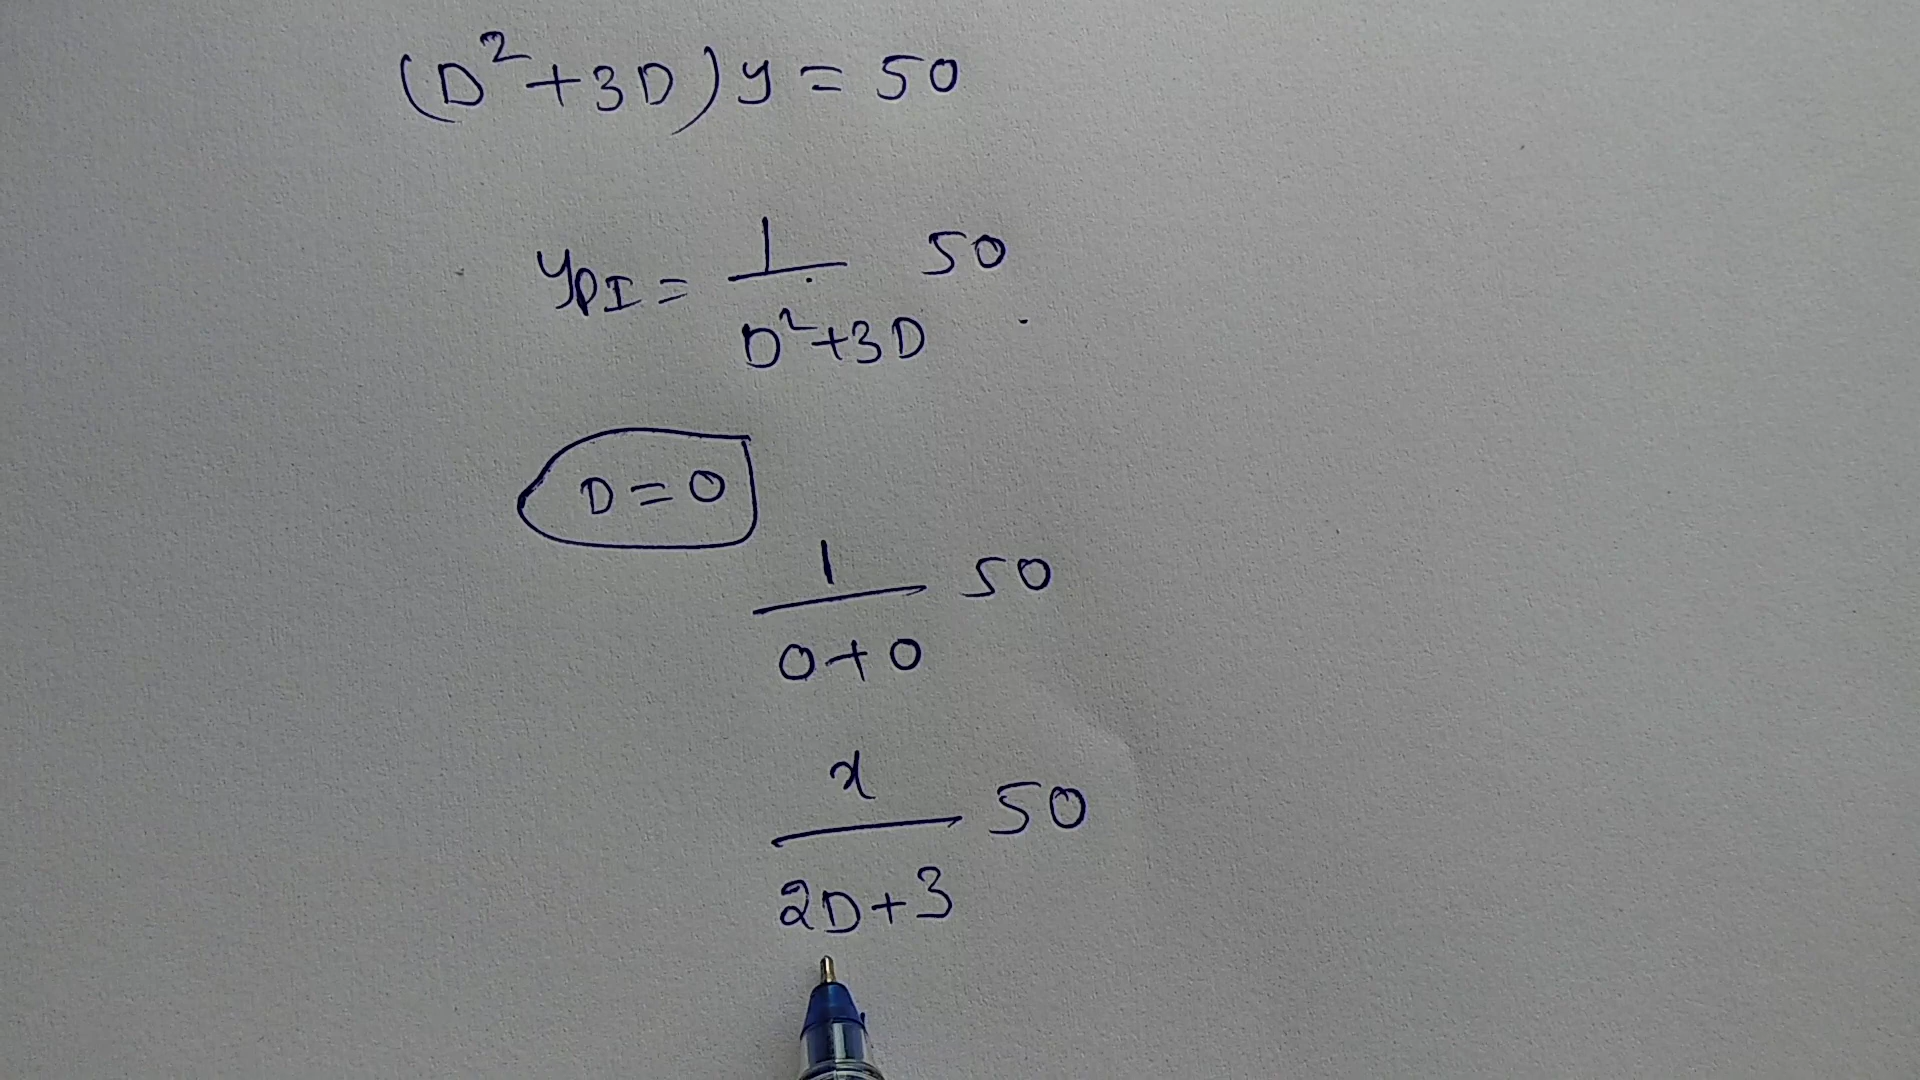 (D²+3D)y = 50
y_PI = 1/(D²+3D) 50
D=0
1/(0+0) 50
x/(2D+3) 50